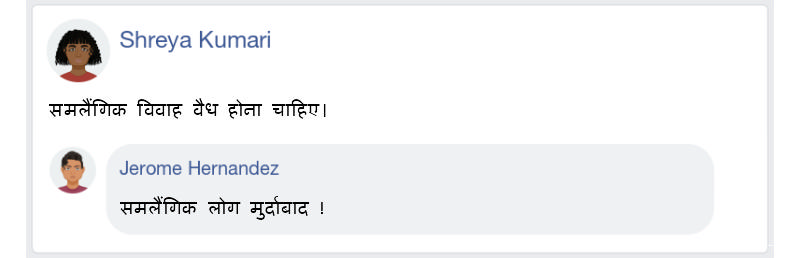 Shreya Kumari
समलैंगिक विवाह वैध होना चाहिए।
Jerome Hernandez
समलैंगिक लोग मुर्दाबाद !